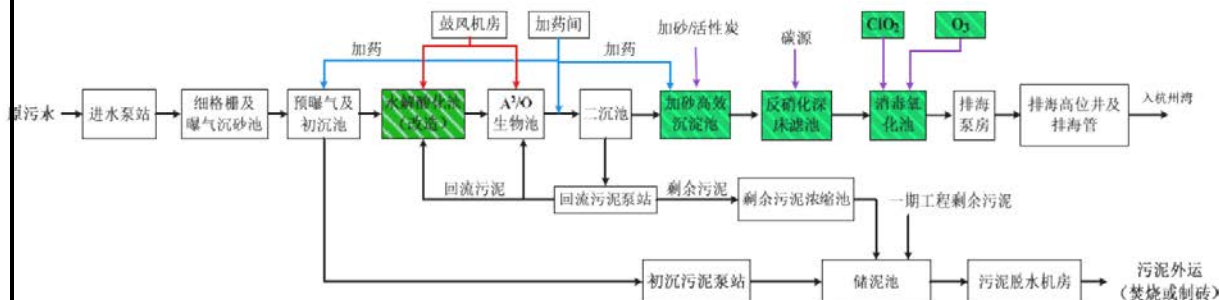 鼓风机房
加药间
加砂/活性炭
碳源
ClO₂
O₃
加药
加药
原污水
进水泵站
细格栅及
曝气沉砂池
预曝气及
初沉池
水解酸化池
（改造）
A²/O
生物池
二沉池
加砂高效
沉淀池
反硝化深
床滤池
消毒氧
化池
排海
泵房
排海高位井及
排海管
入杭州湾
回流污泥
回流污泥泵站
剩余污泥
剩余污泥浓缩池
一期工程剩余污泥
初沉污泥泵站
储泥池
污泥脱水机房
污泥外运
（焚烧或制砖）